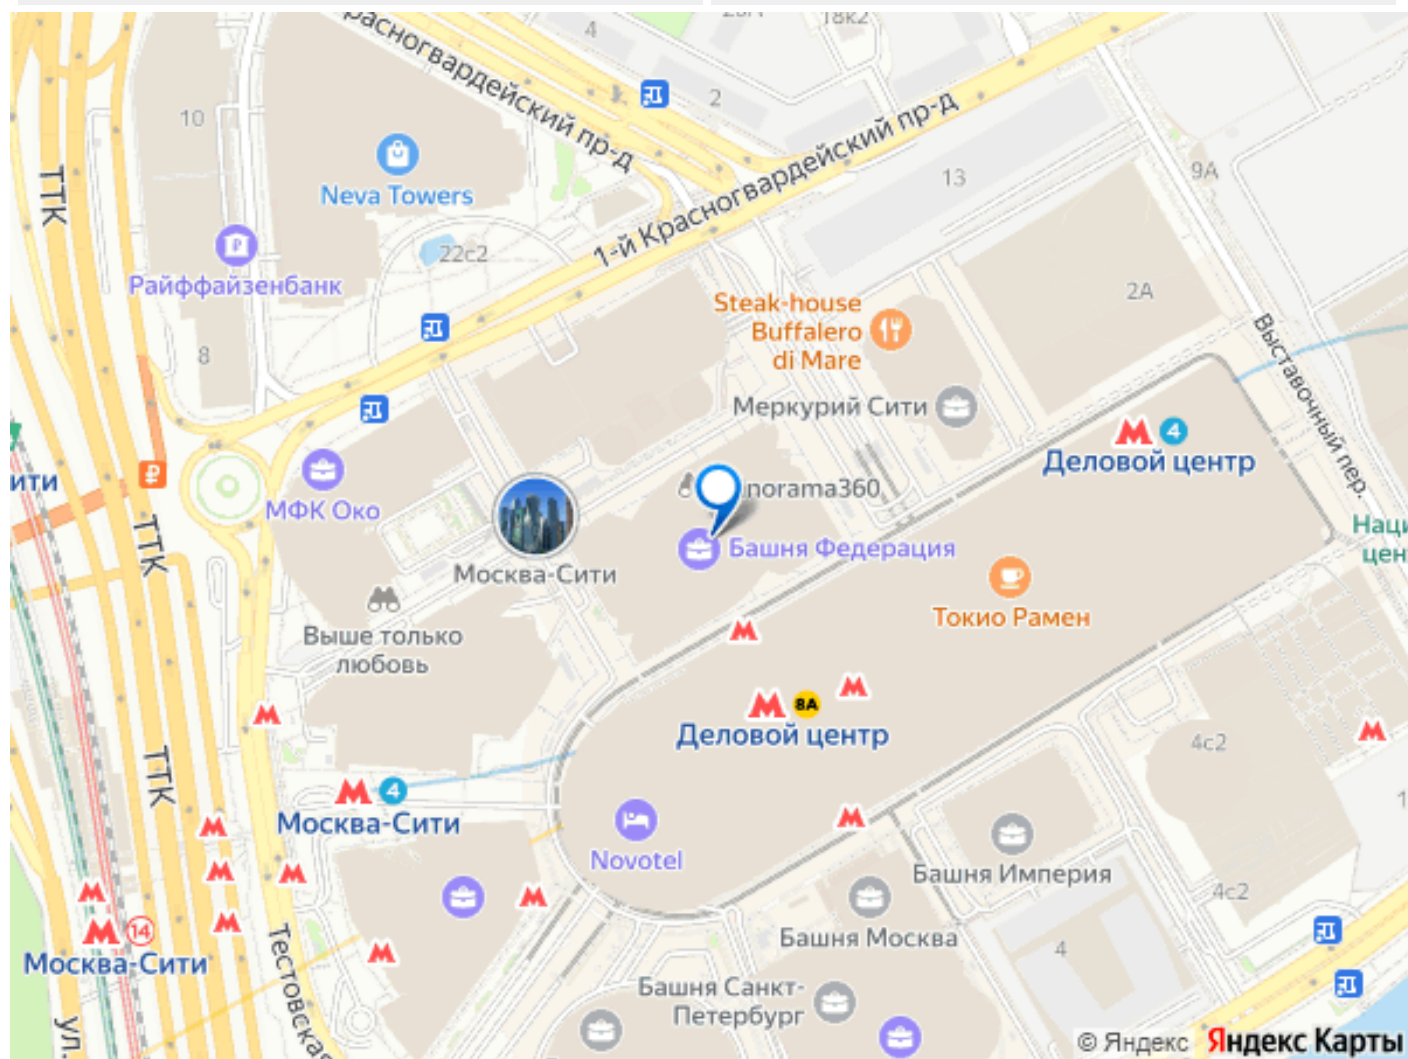 4
18к2
Красногвардейский пр-д
2
1-й Красногвардейский пр-д
10
Neva Towers
13
9А
ТТК
22с2
Райффайзенбанк
Steak-house
Buffalero
di Mare
2А
8
Выставочный пер.
Меркурий Сити
4
Деловой центр
ити
МФК Око
norama360
Башня Федерация
Москва-Сити
ТТК
Токио Рамен
Выше только
любовь
8А
Деловой центр
4с2
ТТК
4
Москва-Сити
Novotel
Башня Империя
4с2
Башня Москва
14
Москва-Сити
Тестовская
4
Башня Санкт-
Петербург
ул.
© Яндекс Яндекс Карты